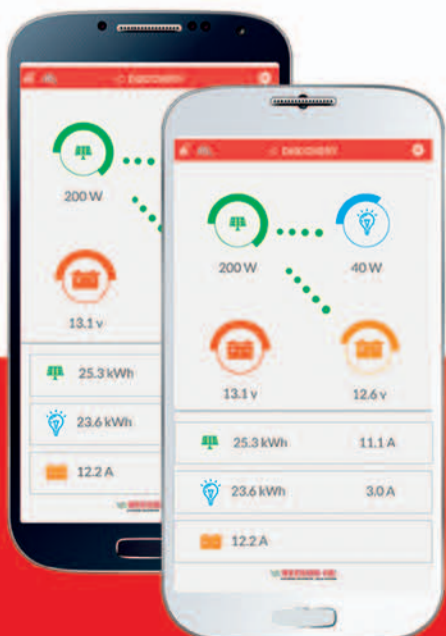 DISCOVERY
200 W
13.1 v
25.3 kWh
23.6 kWh
12.2 A
DISCOVERY
200 W
40 W
13.1 v
12.6 v
25.3 kWh
11.1 A
23.6 kWh
3.0 A
12.2 A